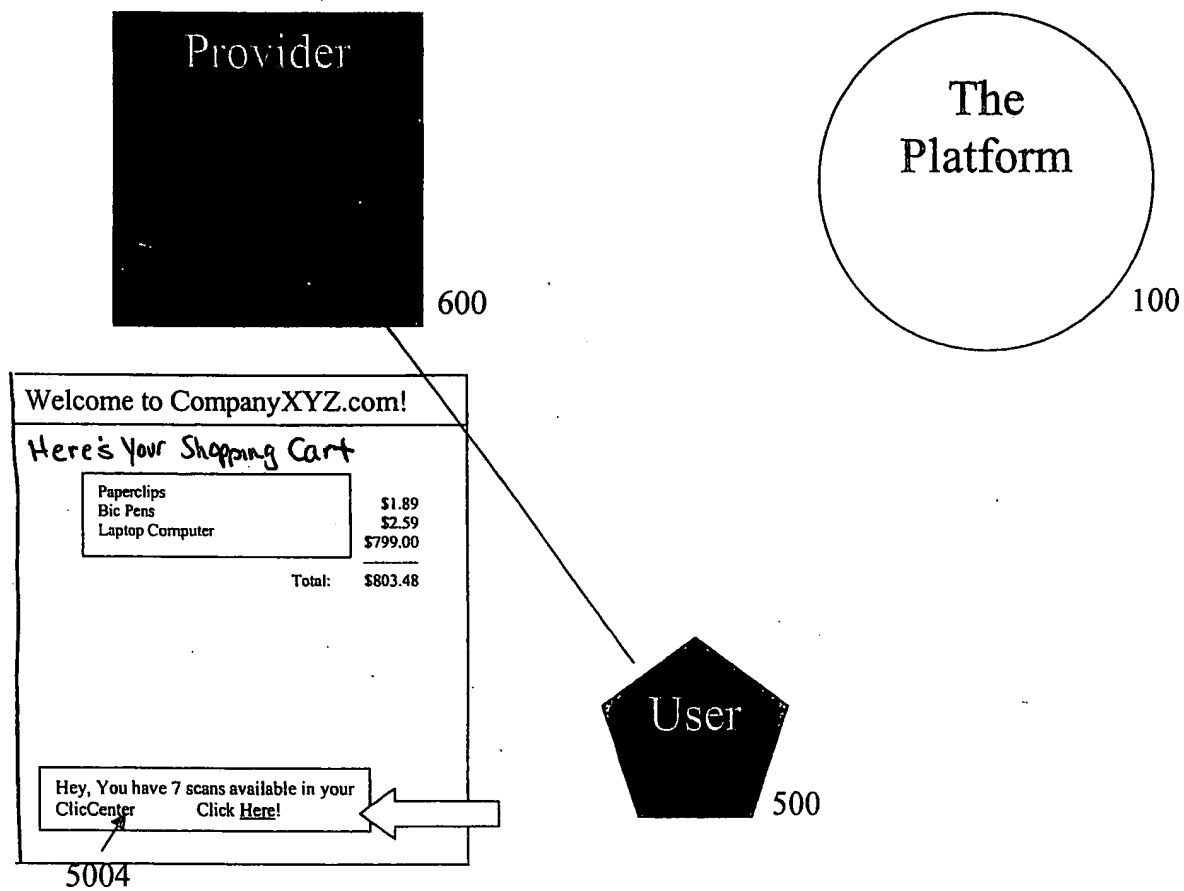 Provider
The
Platform
600
100
Welcome to CompanyXYZ.com!
Here's Your Shopping Cart
Paperclips $1.89
Bic Pens $2.59
Laptop Computer $799.00
Total: $803.48
User
500
Hey, You have 7 scans available in your
ClicCenter Click Here!
5004